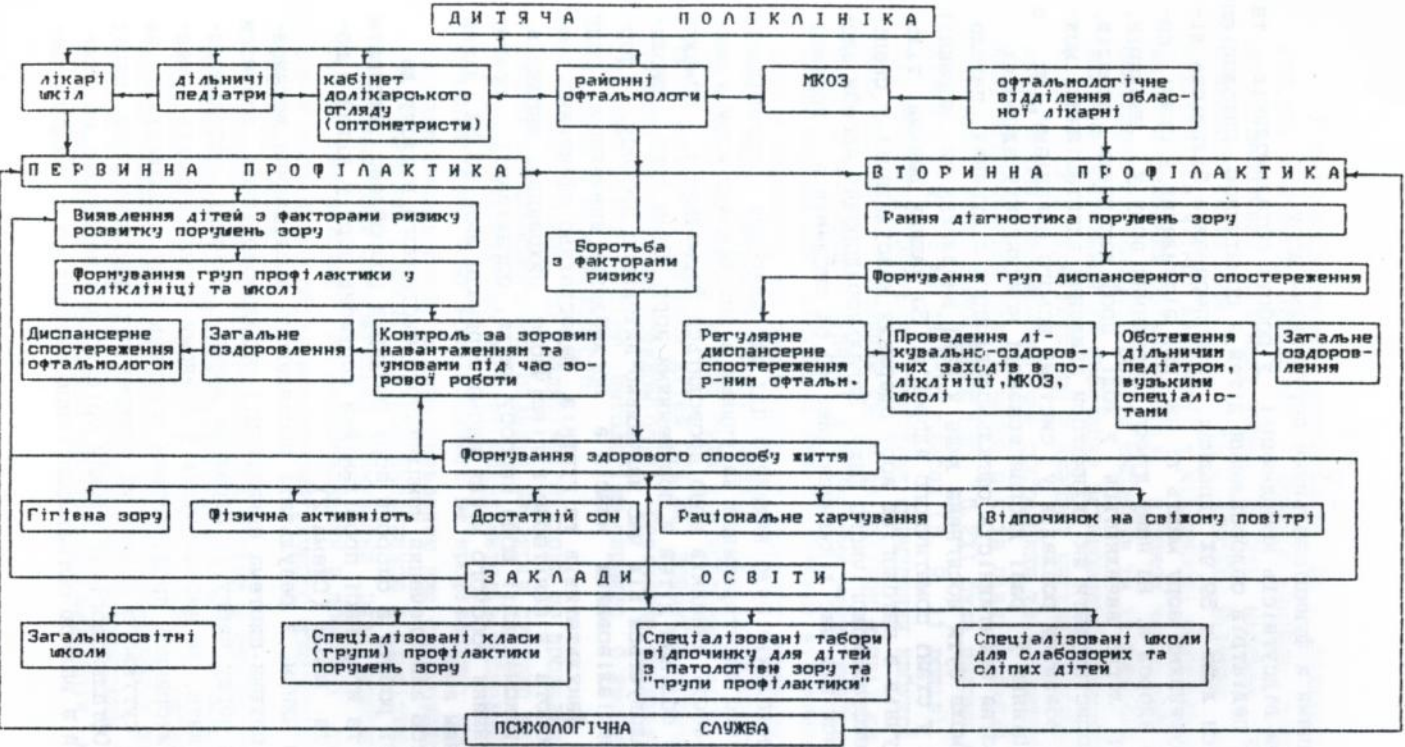 ДИТЯЧА ПОЛІКЛІНІКА
лікарі
шкіл
дільничі
педіатри
кабінет
долікарського
огляду
(оптометристи)
районні
офтальмологи
МКОЗ
офтальмологічне
відділення облас-
ної лікарні
ПЕРВИННА ПРОФІЛАКТИКА
ВТОРИННА ПРОФІЛАКТИКА
Виявлення дітей з факторами ризику
розвитку порушень зору
Рання діагностика порушень зору
Боротьба
з факторами
ризику
Формування груп профілактики у
поліклініці та школі
Формування груп диспансерного спостереження
Диспансерне
спостереження
офтальмологом
Загальне
оздоровлення
Контроль за зоровим
навантаженням та
умовами під час зо-
рової роботи
Регулярне
диспансерне
спостереження
р-ним офтальм.
Проведення лі-
кувально-оздоров-
чих заходів в по-
ліклініці,МКОЗ,
школі
Обстеження
дільничим
педіатром,
вузькими
спеціаліс-
тами
Загальне
оздоров-
лення
Формування здорового способу життя
Гігієна зору
Фізична активність
Достатній сон
Раціональне харчування
Відпочинок на свіжому повітрі
ЗАКЛАДИ ОСВІТИ
Загальноосвітні
школи
Спеціалізовані класи
(групи) профілактики
порушень зору
Спеціалізовані табори
відпочинку для дітей
з патологією зору та
"групи профілактики"
Спеціалізовані школи
для слабозорих та
сліпих дітей
ПСИХОЛОГІЧНА СЛУЖБА